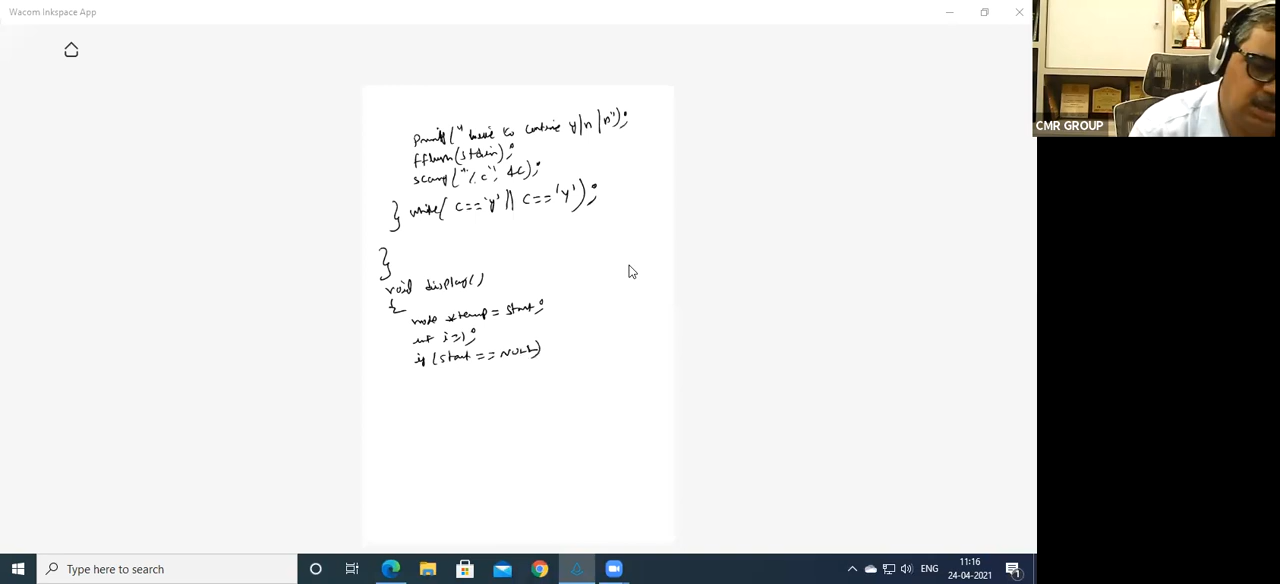 Wacom Inkspace App
CMR GROUP
printf(" want to continue y/n/n");
fflush(stdin);
scanf("%c", &c);
} while( c=='y' || c=='Y');
}
void display()
{
node *temp = start;
int i=1;
if (start == NULL)
Type here to search
ENG
11:16
24-04-2021
1